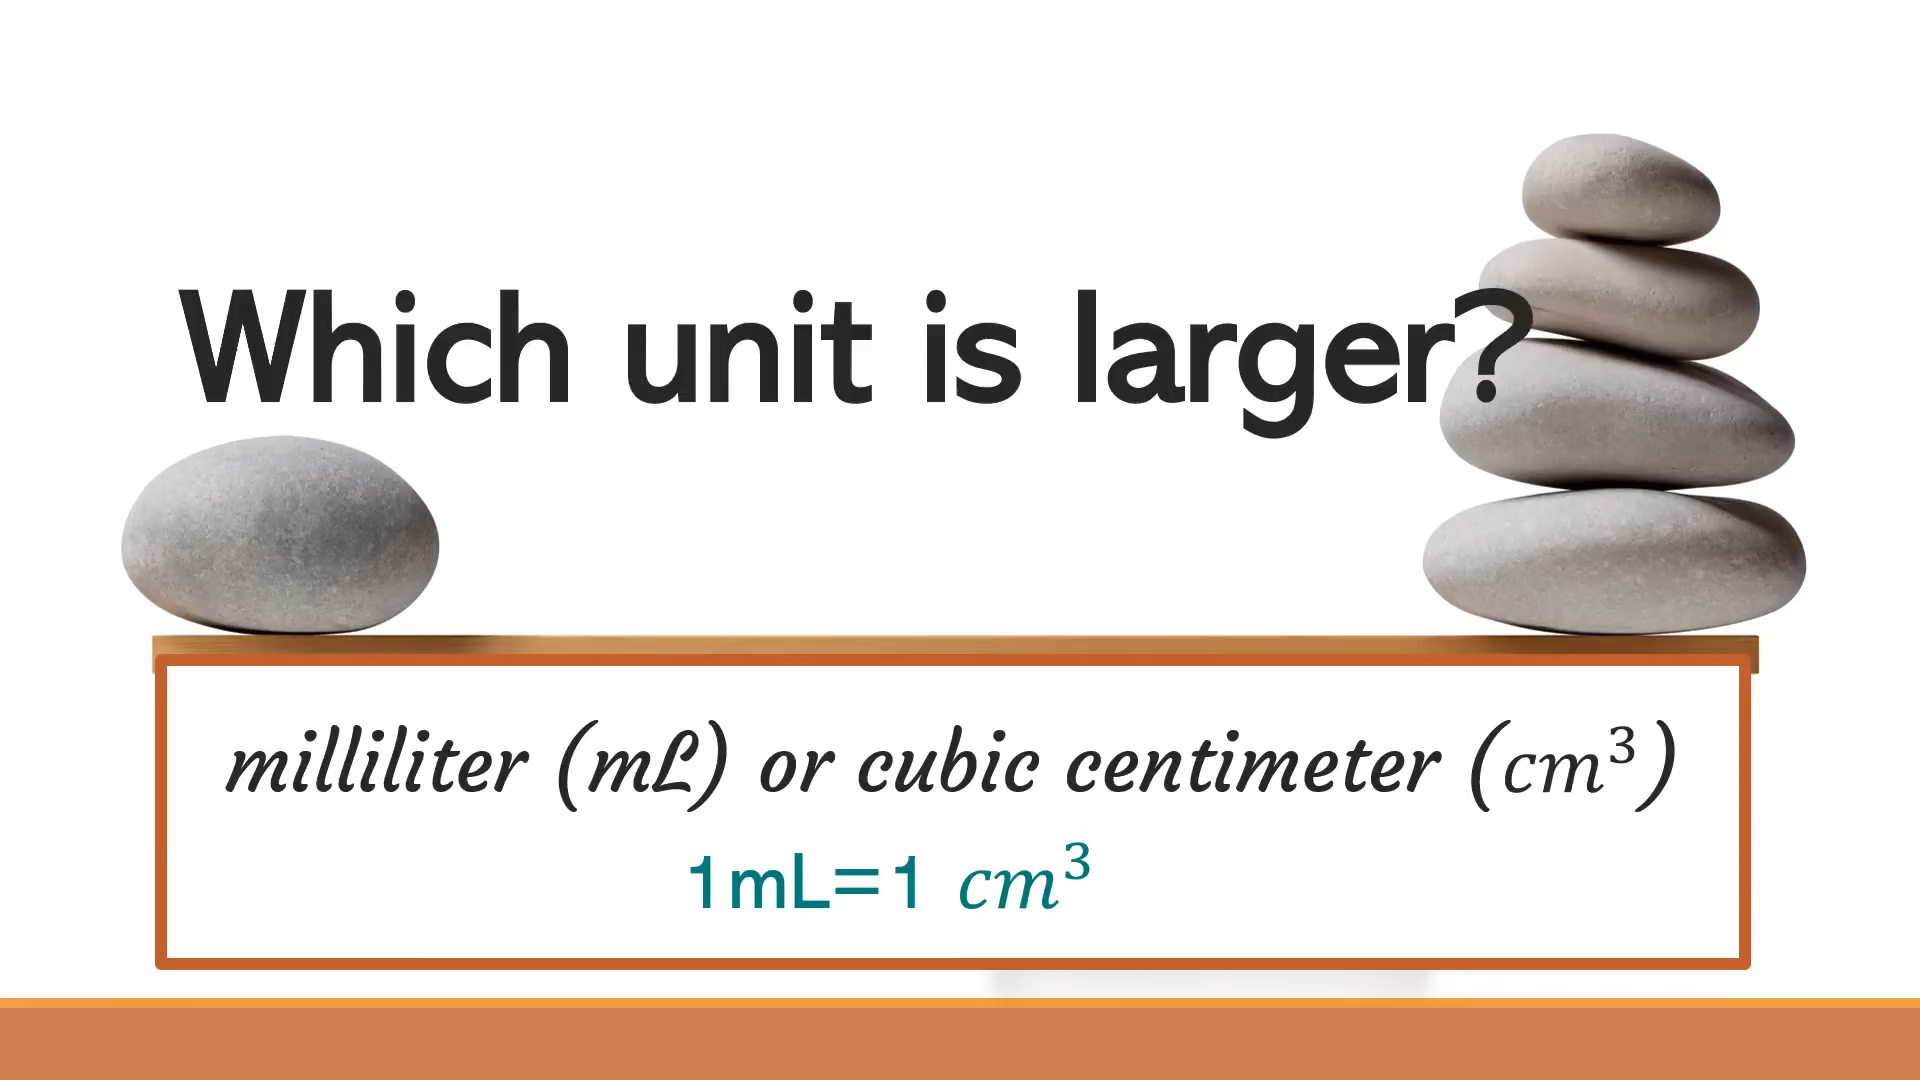 Which unit is larger?
milliliter (mL) or cubic centimeter (cm³)
1mL=1 cm³